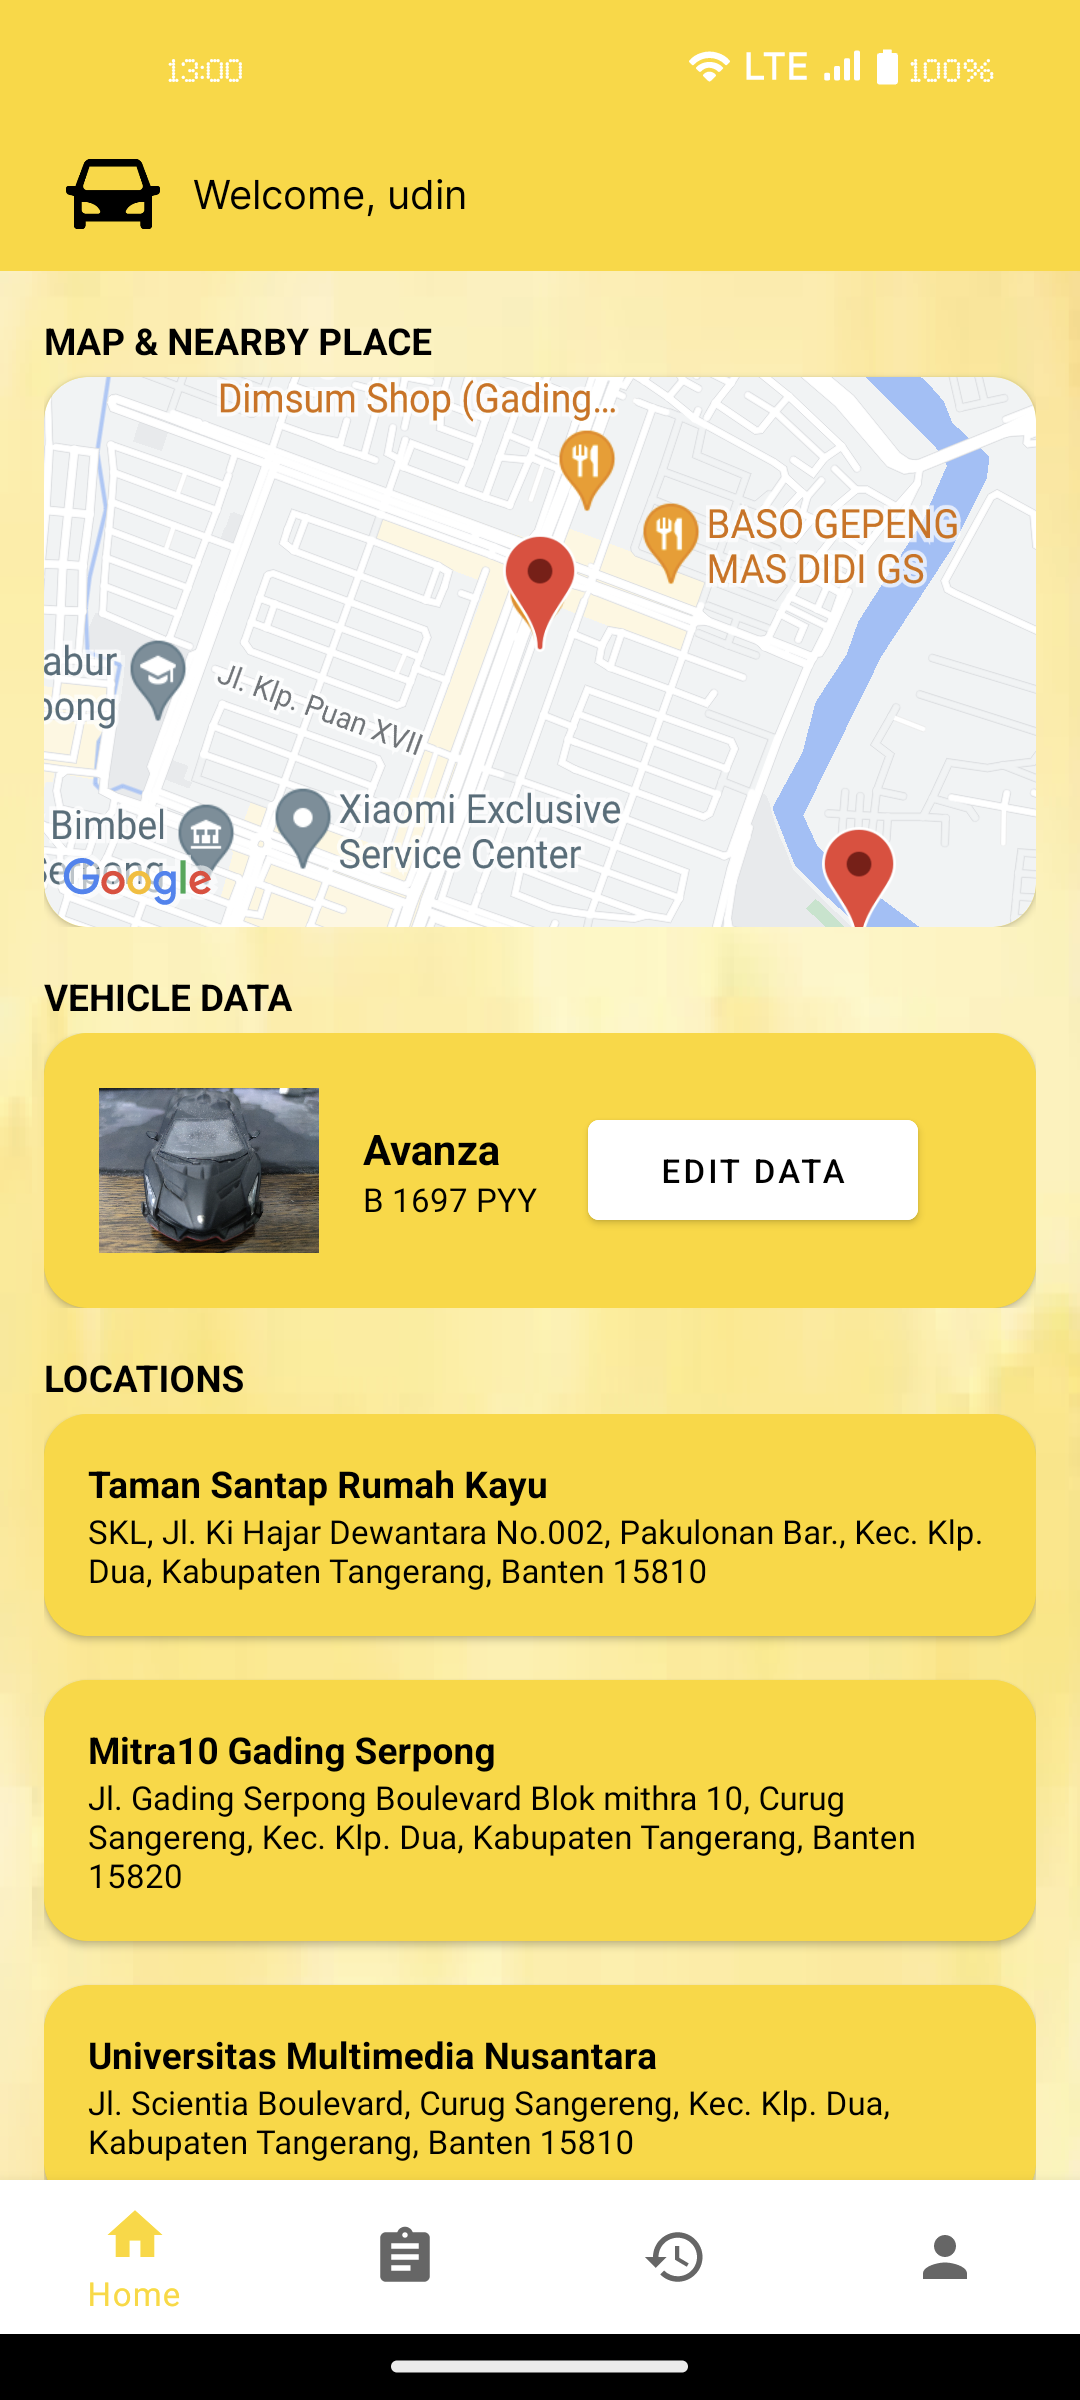 13:00
LTE 100%
Welcome, udin
MAP & NEARBY PLACE
Dimsum Shop (Gading...
BASO GEPENG
MAS DIDI GS
abur
pong
Jl. Klp. Puan XVII
Xiaomi Exclusive
Service Center
Bimbel
Serpong
Google
VEHICLE DATA
Avanza
B 1697 PYY
EDIT DATA
LOCATIONS
Taman Santap Rumah Kayu
SKL, Jl. Ki Hajar Dewantara No.002, Pakulonan Bar., Kec. Klp.
Dua, Kabupaten Tangerang, Banten 15810
Mitra10 Gading Serpong
Jl. Gading Serpong Boulevard Blok mithra 10, Curug
Sangereng, Kec. Klp. Dua, Kabupaten Tangerang, Banten
15820
Universitas Multimedia Nusantara
Jl. Scientia Boulevard, Curug Sangereng, Kec. Klp. Dua,
Kabupaten Tangerang, Banten 15810
Home